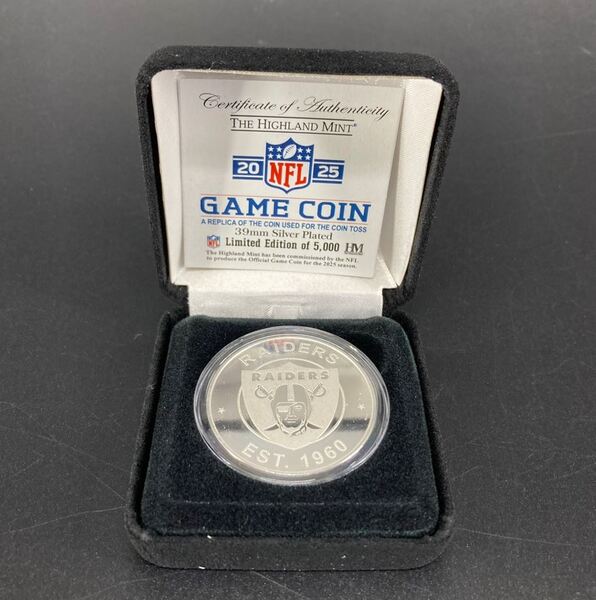 Certificate of Authenticity
THE HIGHLAND MINT®
20 NFL 25
GAME COIN
A REPLICA OF THE COIN USED FOR THE COIN TOSS
39mm Silver Plated
NFL Limited Edition of 5,000 HM
The Highland Mint has been commissioned by the NFL
to produce the Official Game Coin for the 2025 season.
RAIDERS
RAIDERS
EST. 1960